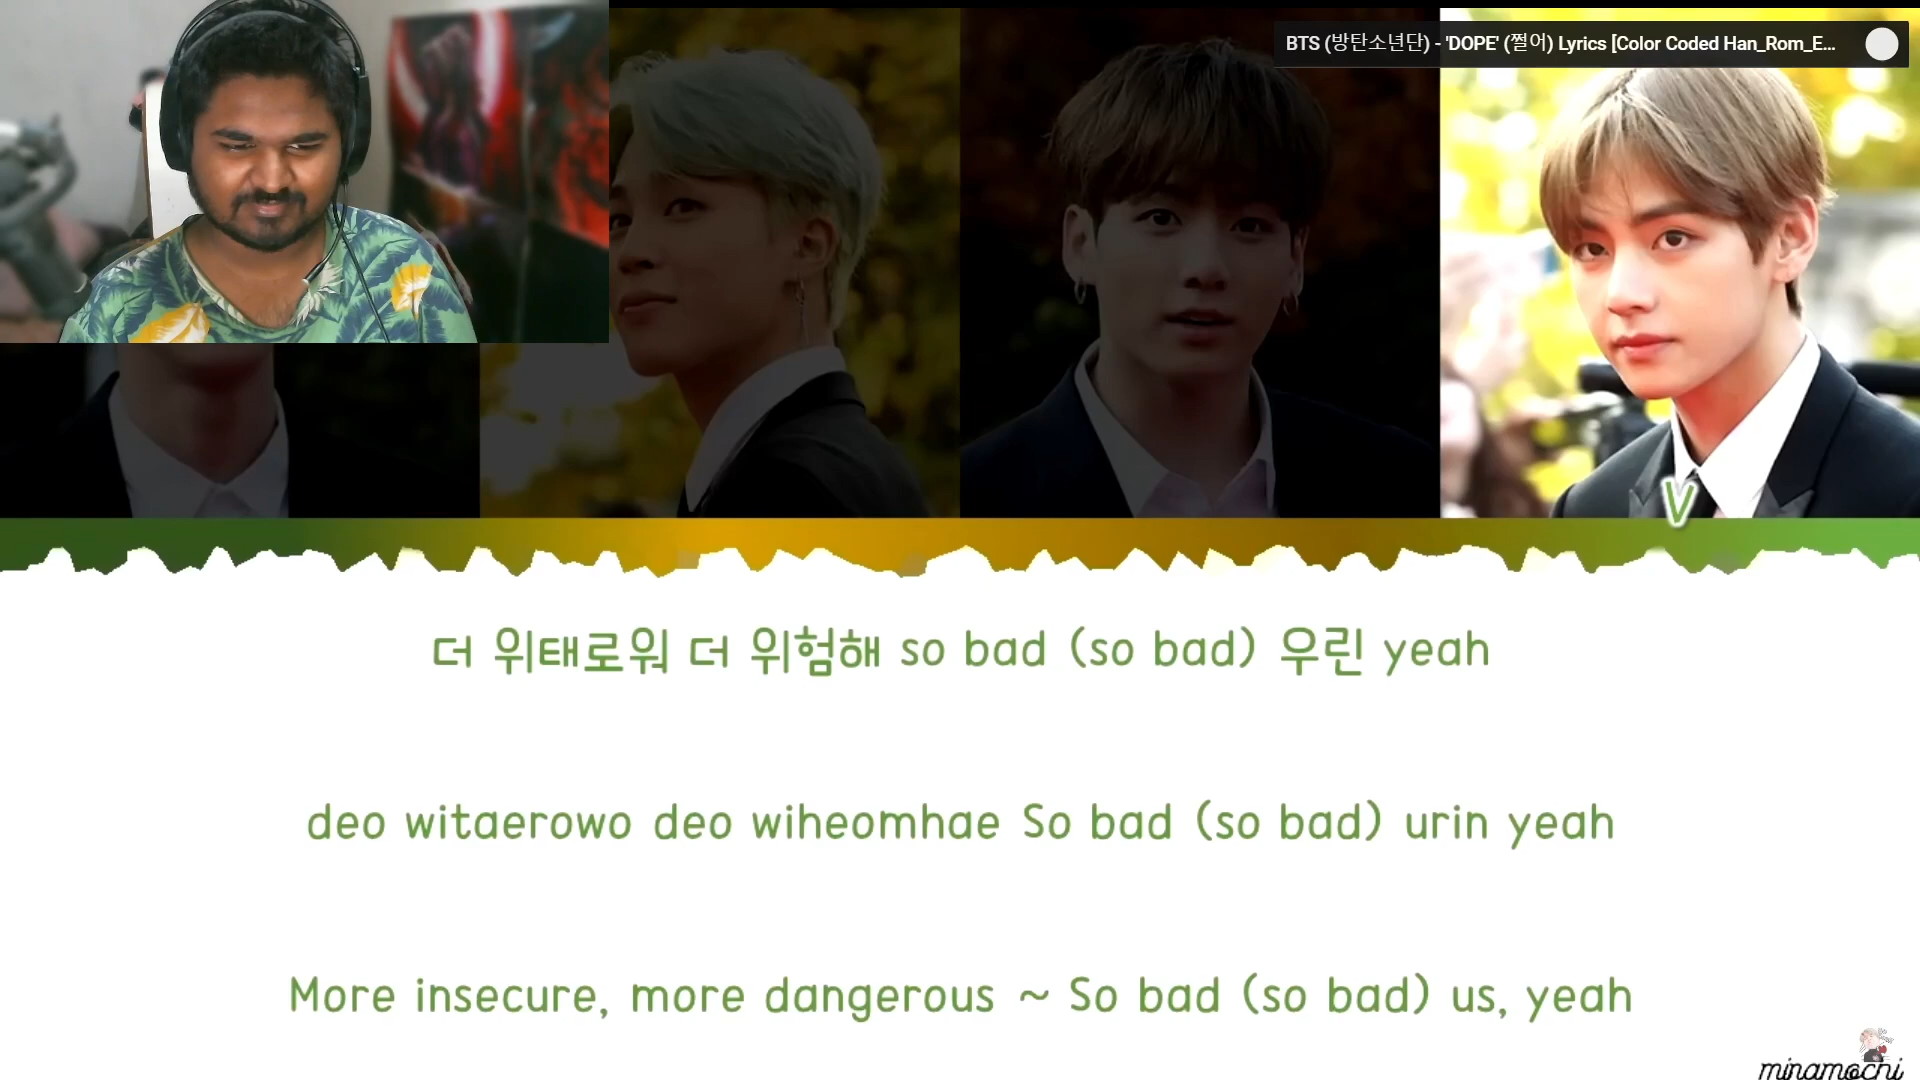 BTS (방탄소년단) - 'DOPE' (쩔어) Lyrics [Color Coded Han_Rom_E...
V
더 위태로워 더 위험해 so bad (so bad) 우린 yeah
deo witaerowo deo wiheomhae So bad (so bad) urin yeah
More insecure, more dangerous ~ So bad (so bad) us, yeah
minamochi